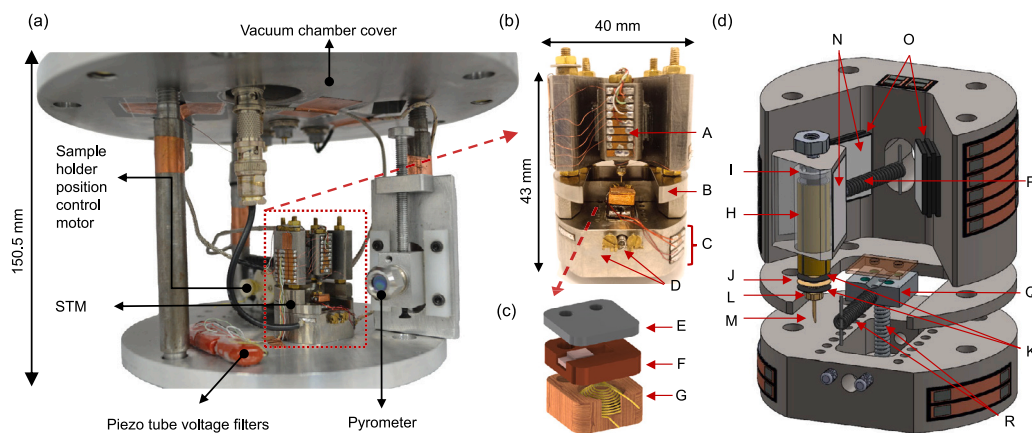 (a)
Vacuum chamber cover
Sample
holder
position
control
motor
STM
150.5 mm
Piezo tube voltage filters
Pyrometer
(b)
40 mm
43 mm
A
B
C
D
(c)
E
F
G
(d)
N
O
I
H
P
J
L
M
Q
K
R